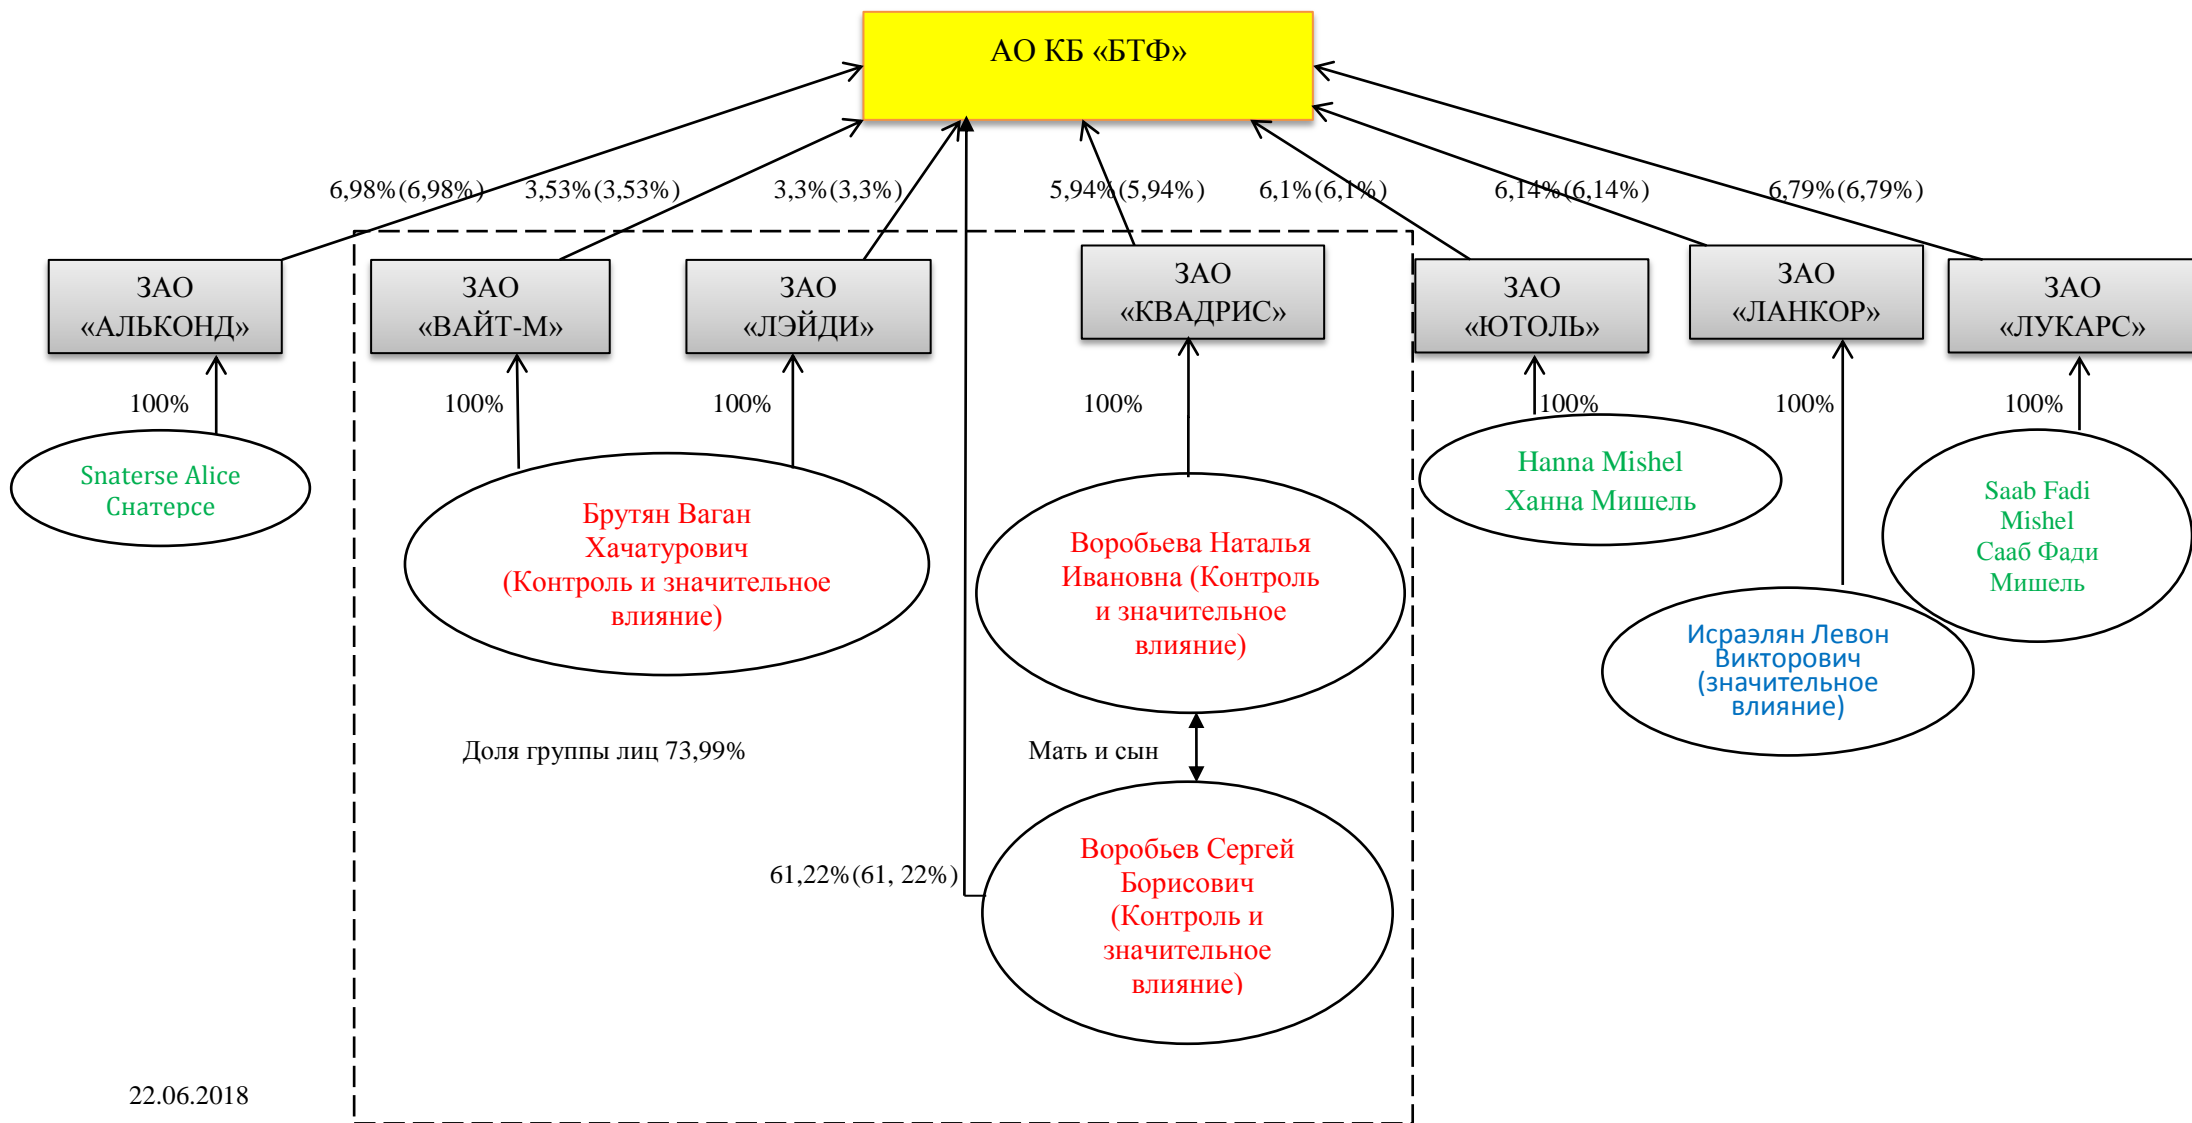 АО КБ «БТФ»
6,98%(6,98%)
3,53%(3,53%)
3,3%(3,3%)
5,94%(5,94%)
6,1%(6,1%)
6,14%(6,14%)
6,79%(6,79%)
ЗАО
«АЛЬКОНД»
ЗАО
«ВАЙТ-М»
ЗАО
«ЛЭЙДИ»
ЗАО
«КВАДРИС»
ЗАО
«ЮТОЛЬ»
ЗАО
«ЛАНКОР»
ЗАО
«ЛУКАРС»
100%
100%
100%
100%
100%
100%
100%
Snaterse Alice
Снатерсе
Брутян Ваган
Хачатурович
(Контроль и значительное
влияние)
Воробьева Наталья
Ивановна (Контроль
и значительное
влияние)
Hanna Mishel
Ханна Мишель
Исраэлян Левон
Викторович
(значительное
влияние)
Saab Fadi
Mishel
Сааб Фади
Мишель
Доля группы лиц 73,99%
Мать и сын
61,22%(61, 22%)
Воробьев Сергей
Борисович
(Контроль и
значительное
влияние)
22.06.2018